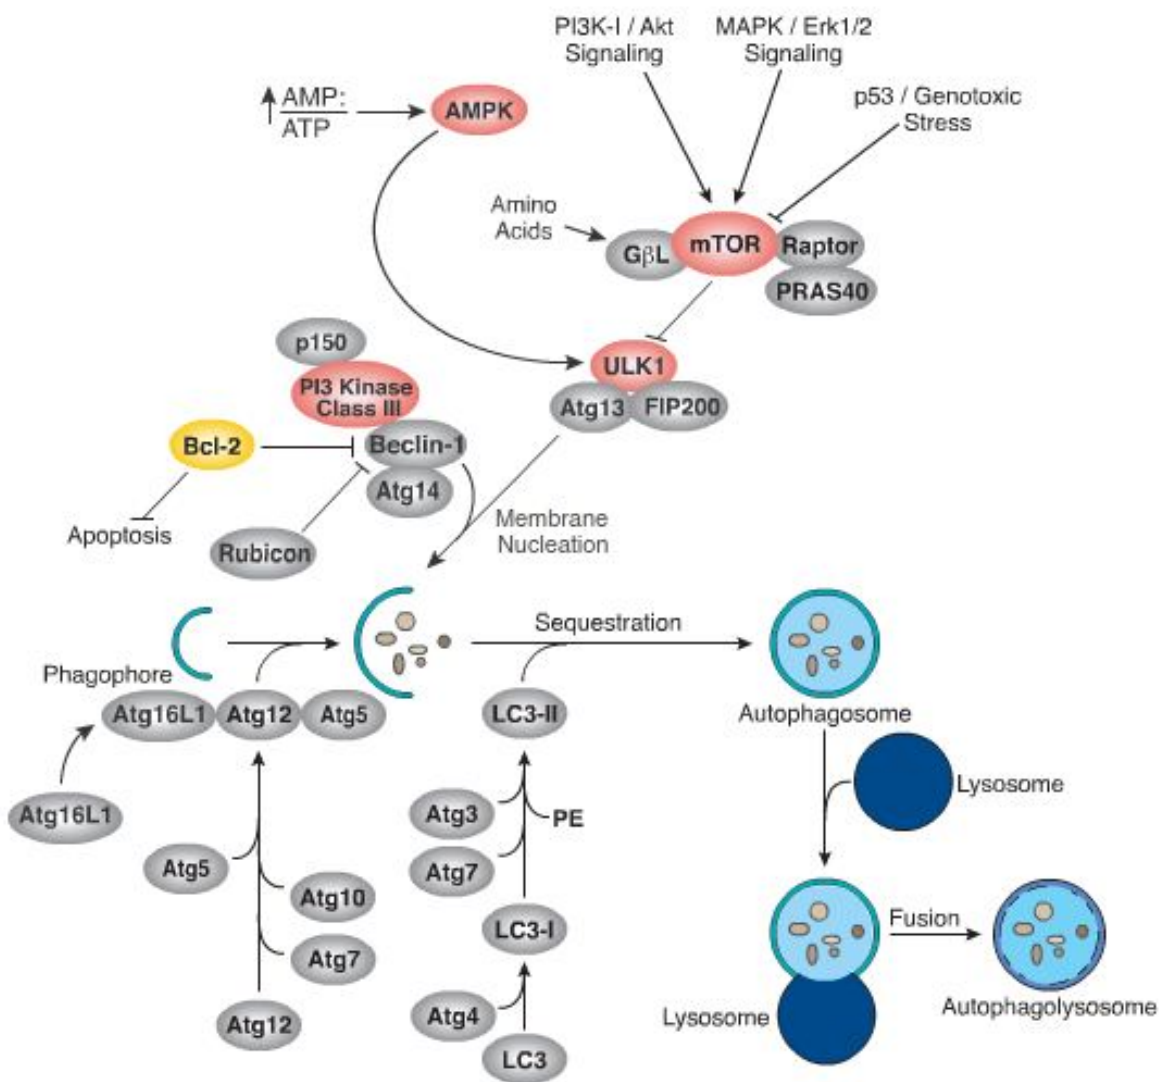 PI3K-I / Akt
Signaling
MAPK / Erk1/2
Signaling
AMP:
ATP
AMPK
p53 / Genotoxic
Stress
Amino
Acids
GβL
mTOR
Raptor
PRAS40
p150
PI3 Kinase
Class III
ULK1
Atg13
FIP200
Bcl-2
Beclin-1
Atg14
Apoptosis
Rubicon
Membrane
Nucleation
Sequestration
Phagophore
Atg16L1
Atg12
Atg5
LC3-II
Autophagosome
Lysosome
Atg16L1
Atg3
PE
Atg5
Atg7
Atg10
LC3-I
Fusion
Atg7
Atg4
Atg12
LC3
Lysosome
Autophagolysosome